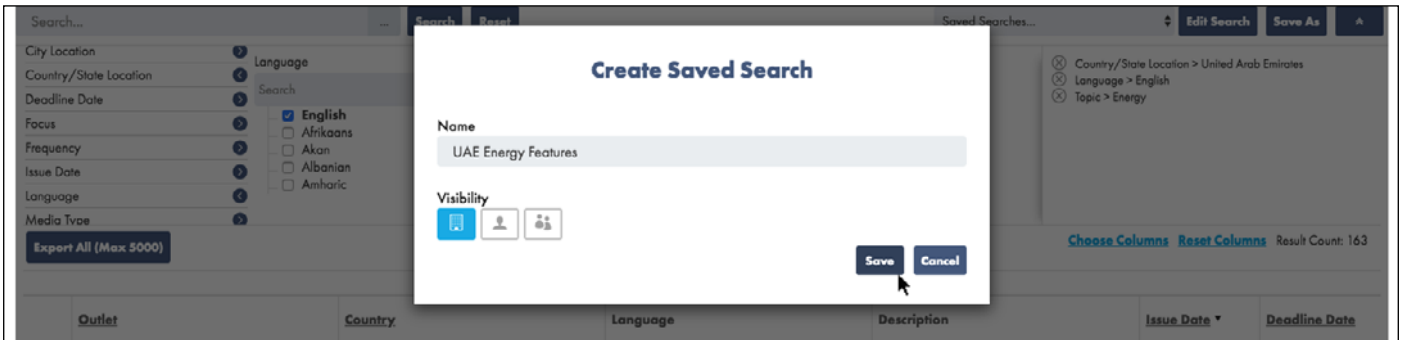 Search...
...
Search
Reset
Saved Searches...
Edit Search
Save As
City Location
Country/State Location
Deadline Date
Focus
Frequency
Issue Date
Language
Media Type
Language
Search
English
Afrikaans
Akan
Albanian
Amharic
Create Saved Search
Name
UAE Energy Features
Visibility
Save
Cancel
Country/State Location > United Arab Emirates
Language > English
Topic > Energy
Export All (Max 5000)
Choose Columns Reset Columns Result Count: 163
Outlet Country Language Description Issue Date Deadline Date